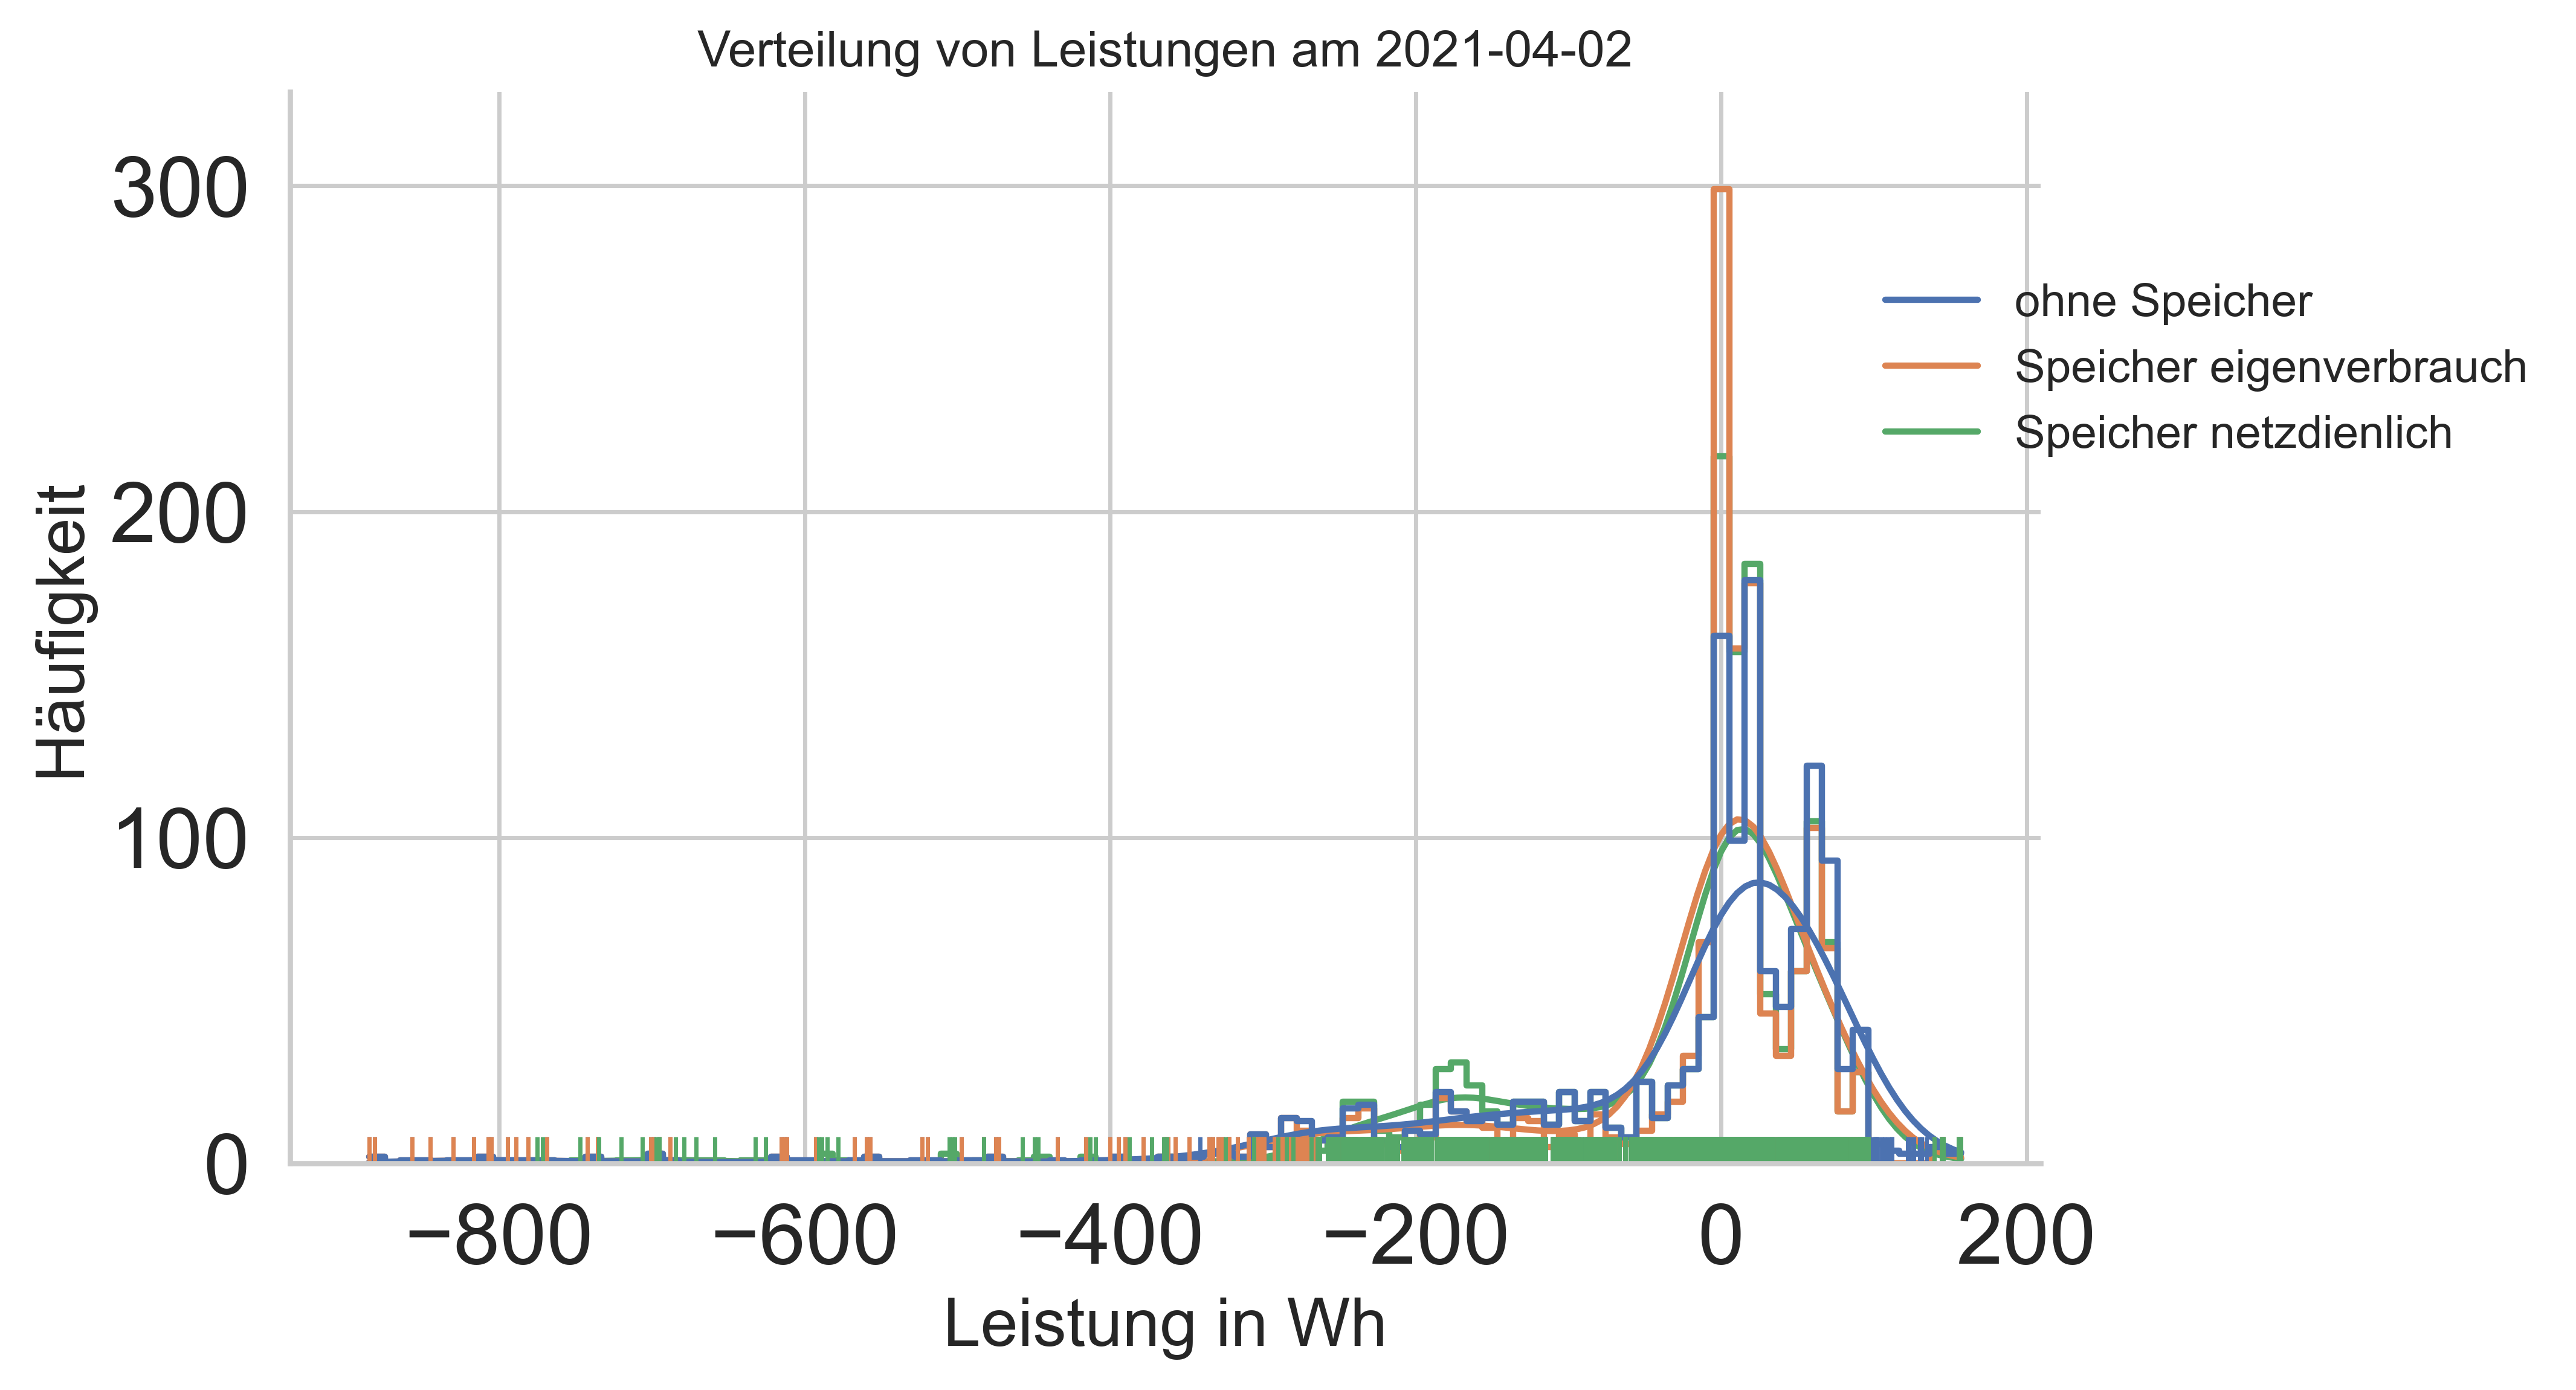 Verteilung von Leistungen am 2021-04-02
300
200
100
0
Häufigkeit
ohne Speicher
Speicher eigenverbrauch
Speicher netzdienlich
−800 −600 −400 −200 0 200
Leistung in Wh